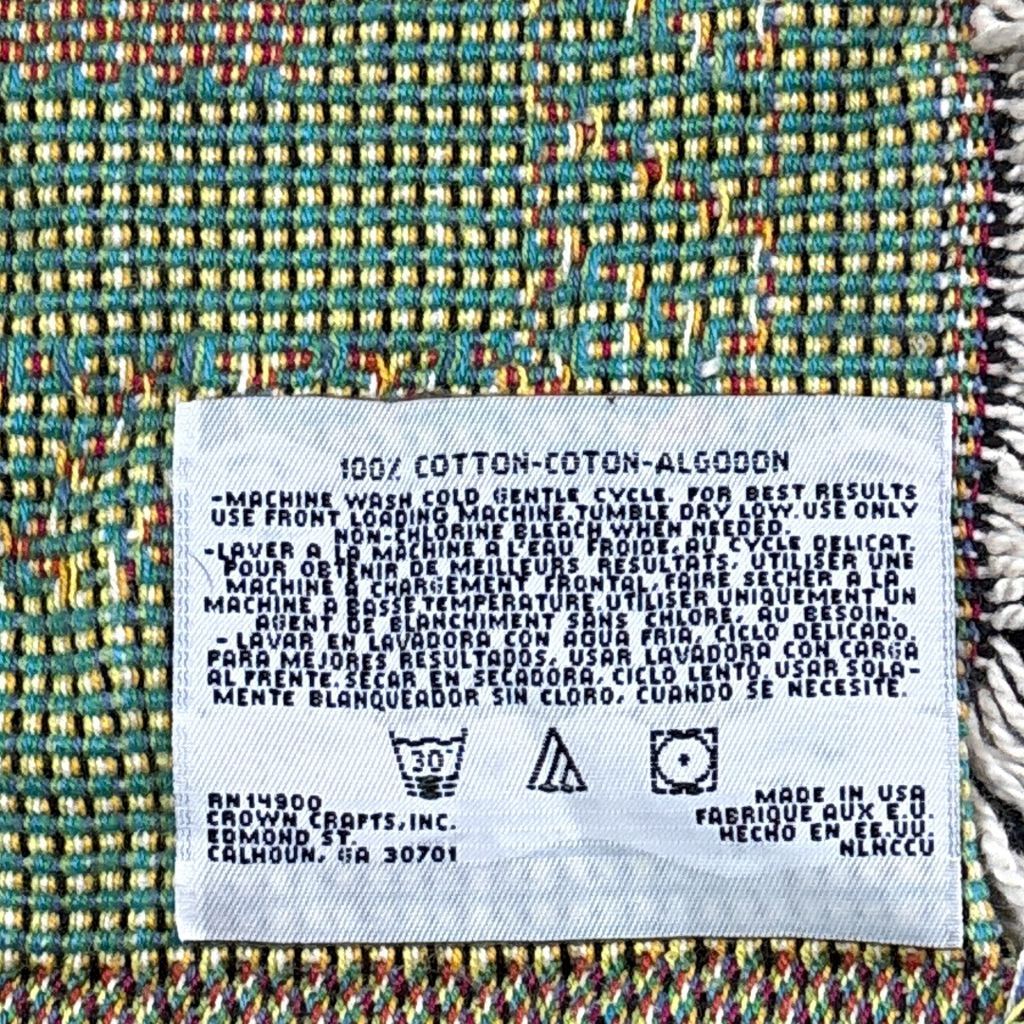 100% COTTON-COTON-ALGODON
-MACHINE WASH COLD GENTLE CYCLE. FOR BEST RESULTS
USE FRONT LOADING MACHINE.TUMBLE DRY LOW.USE ONLY
NON-CHLORINE BLEACH WHEN NEEDED.
-LAVER A LA MACHINE A L'EAU FROIDE,AU CYCLE DELICAT.
POUR OBTENIR DE MEILLEURS RESULTATS, UTILISER UNE
MACHINE A CHARGEMENT FRONTAL,FAIRE SECHER A LA
MACHINE A BASSE TEMPERATURE.UTILISER UNIQUEMENT UN
AGENT DE BLANCHIMENT SANS CHLORE, AU BESOIN.
- LAVAR EN LAVADORA CON AGUA FRIA, CICLO DELICADO.
PARA MEJORES RESULTADOS, USAR LAVADORA CON CARGA
AL FRENTE.SECAR EN SECADORA, CICLO LENTO.USAR SOLA-
MENTE BLANQUEADOR SIN CLORO, CUANDO SE NECESITE.
30°
RN14900
CROWN CRAFTS,INC.
EDMOND ST.
CALHOUN, GA 30701
MADE IN USA
FABRIQUE AUX E.U.
HECHO EN EE.UU.
NLNCCU